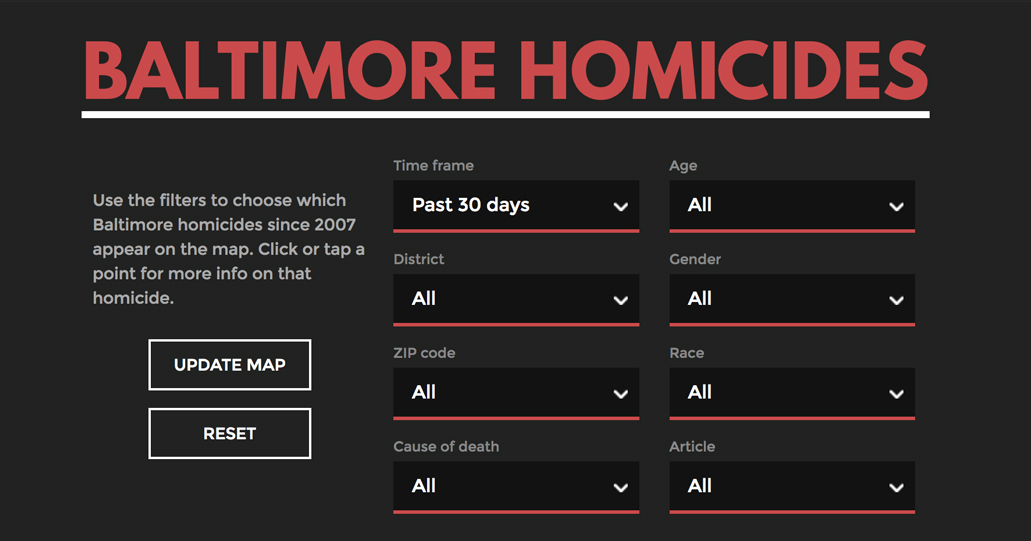 BALTIMORE HOMICIDES
Use the filters to choose which
Baltimore homicides since 2007
appear on the map. Click or tap a
point for more info on that
homicide.
UPDATE MAP
RESET
Time frame
Past 30 days
Age
All
District
All
Gender
All
ZIP code
All
Race
All
Cause of death
All
Article
All